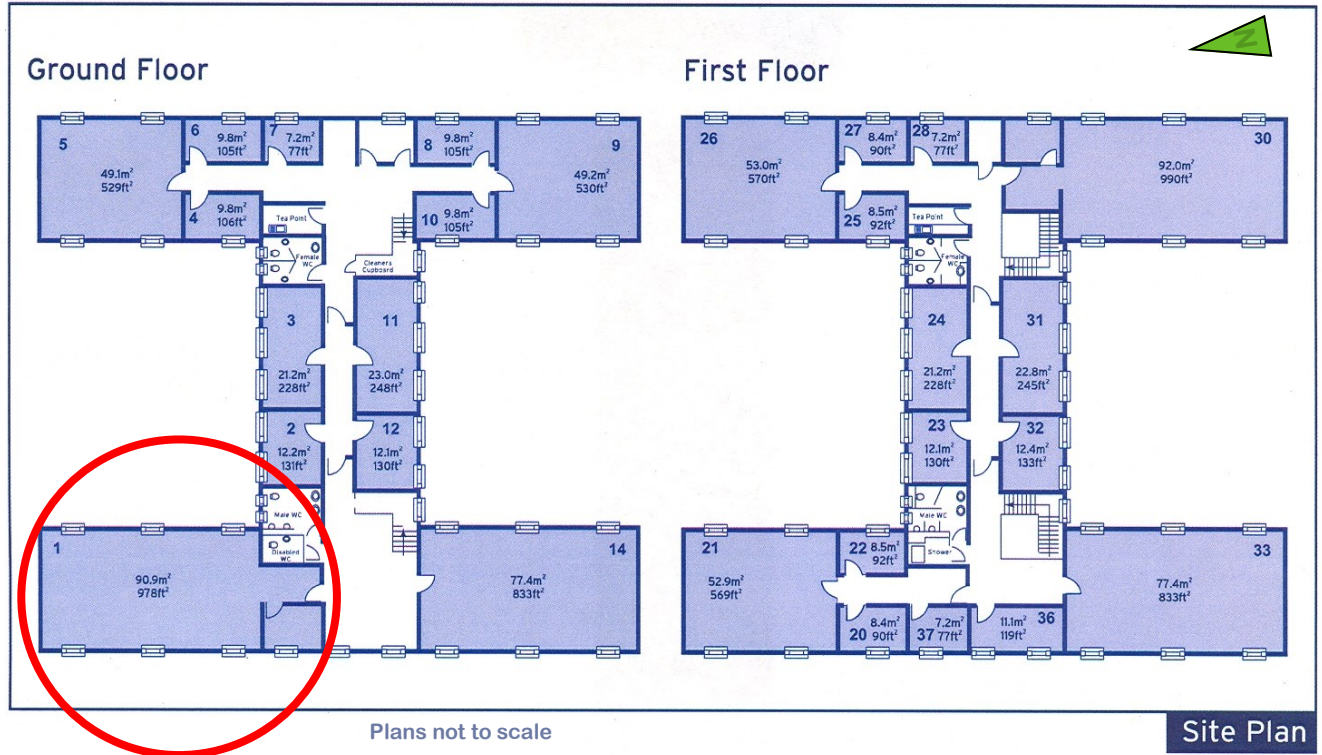 N
Ground Floor
First Floor
5
49.1m²
529ft²
6
9.8m²
105ft²
7
7.2m²
77ft²
8
9.8m²
105ft²
9
49.2m²
530ft²
4
9.8m²
106ft²
10
9.8m²
105ft²
Tea Point
Female
WC
Cleaners
Cupboard
3
21.2m²
228ft²
11
23.0m²
248ft²
2
12.2m²
131ft²
12
12.1m²
130ft²
Male WC
Disabled
WC
1
90.9m²
978ft²
14
77.4m²
833ft²
26
53.0m²
570ft²
27
8.4m²
90ft²
28
7.2m²
77ft²
30
92.0m²
990ft²
25
8.5m²
92ft²
Tea Point
Female
WC
24
21.2m²
228ft²
31
22.8m²
245ft²
23
12.1m²
130ft²
32
12.4m²
133ft²
Male WC
Shower
21
52.9m²
569ft²
22
8.5m²
92ft²
33
77.4m²
833ft²
20
8.4m²
90ft²
37
7.2m²
77ft²
36
11.1m²
119ft²
Plans not to scale
Site Plan